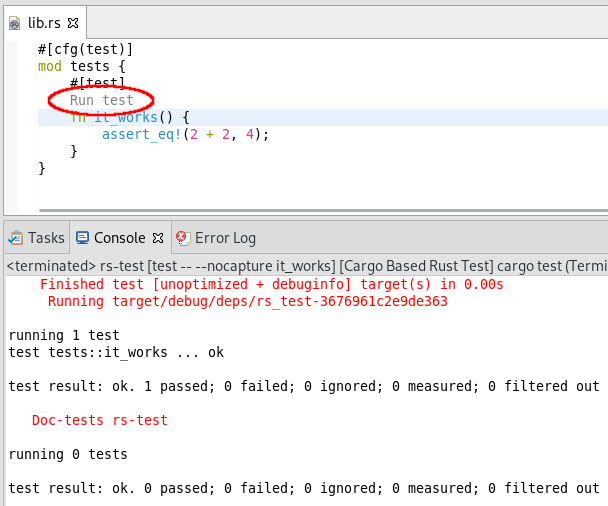 lib.rs
#[cfg(test)]
mod tests {
    #[test]
    Run test
    fn it_works() {
        assert_eq!(2 + 2, 4);
    }
}
Tasks Console Error Log
<terminated> rs-test [test -- --nocapture it_works] [Cargo Based Rust Test] cargo test (Termi
    Finished test [unoptimized + debuginfo] target(s) in 0.00s
     Running target/debug/deps/rs_test-3676961c2e9de363
running 1 test
test tests::it_works ... ok
test result: ok. 1 passed; 0 failed; 0 ignored; 0 measured; 0 filtered out
   Doc-tests rs-test
running 0 tests
test result: ok. 0 passed; 0 failed; 0 ignored; 0 measured; 0 filtered out